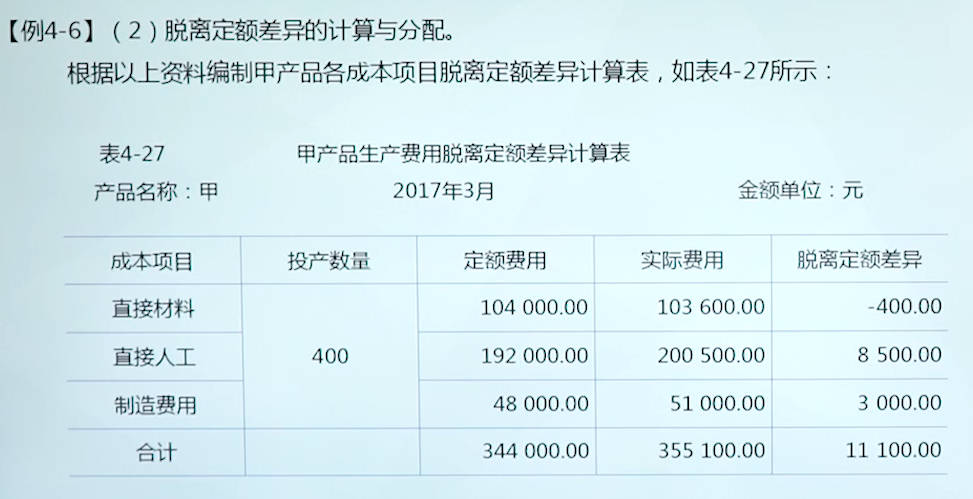 【例4-6】（2）脱离定额差异的计算与分配。
根据以上资料编制甲产品各成本项目脱离定额差异计算表，如表4-27所示：
表4-27 甲产品生产费用脱离定额差异计算表
产品名称：甲 2017年3月 金额单位：元
成本项目 投产数量 定额费用 实际费用 脱离定额差异
直接材料 104 000.00 103 600.00 -400.00
直接人工 400 192 000.00 200 500.00 8 500.00
制造费用 48 000.00 51 000.00 3 000.00
合计 344 000.00 355 100.00 11 100.00